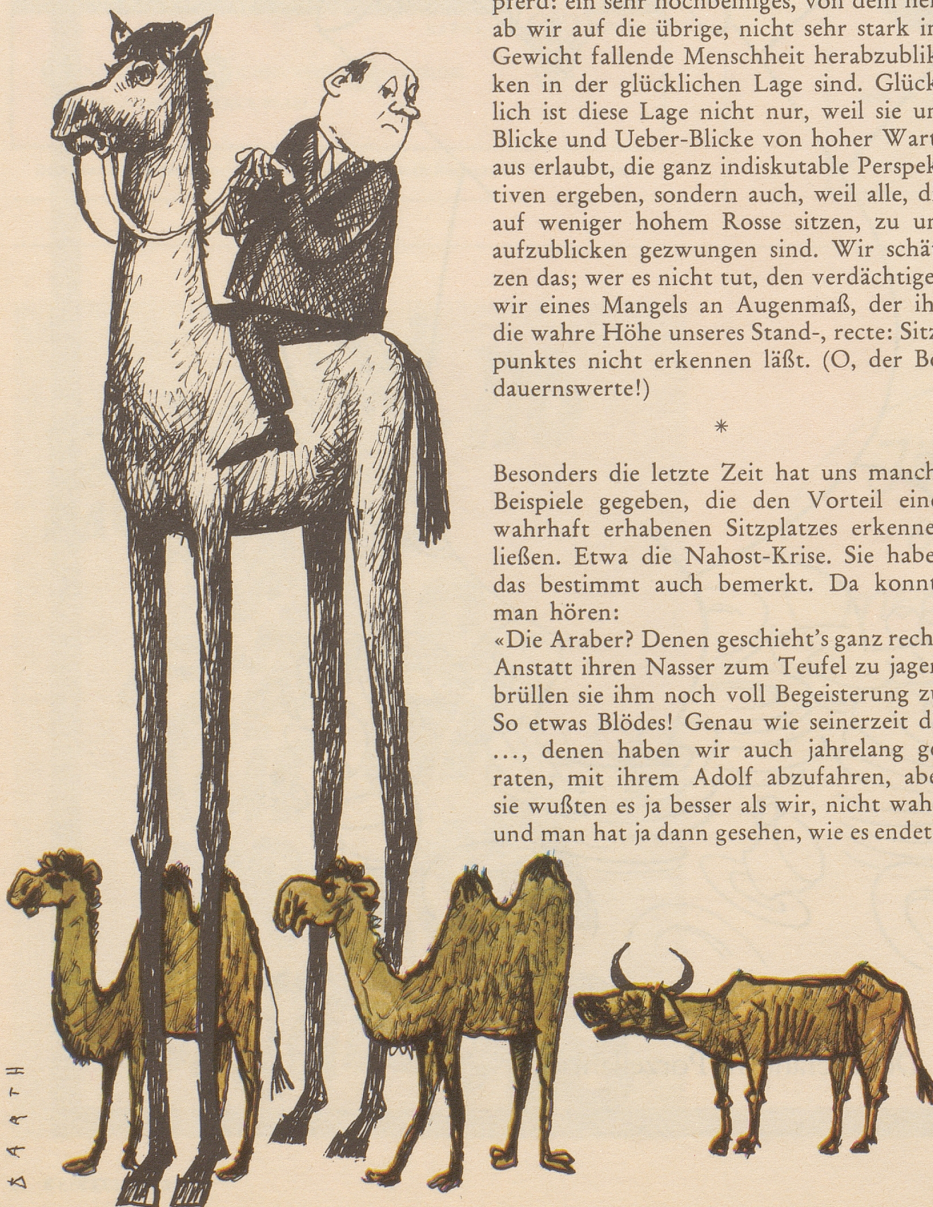 pferd: ein sehr hochbeiniges, von dem her
ab wir auf die übrige, nicht sehr stark in
Gewicht fallende Menschheit herabzublik
ken in der glücklichen Lage sind. Glück
lich ist diese Lage nicht nur, weil sie un
Blicke und Ueber-Blicke von hoher Wart
aus erlaubt, die ganz indiskutable Perspek
tiven ergeben, sondern auch, weil alle, di
auf weniger hohem Rosse sitzen, zu un
aufzublicken gezwungen sind. Wir schät
zen das; wer es nicht tut, den verdächtige
wir eines Mangels an Augenmaß, der ih
die wahre Höhe unseres Stand-, recte: Sitz
punktes nicht erkennen läßt. (O, der Be
dauernswerte!)
*
Besonders die letzte Zeit hat uns manch
Beispiele gegeben, die den Vorteil eine
wahrhaft erhabenen Sitzplatzes erkenne
ließen. Etwa die Nahost-Krise. Sie habe
das bestimmt auch bemerkt. Da konnt
man hören:
«Die Araber? Denen geschieht's ganz rech
Anstatt ihren Nasser zum Teufel zu jagen
brüllen sie ihm noch voll Begeisterung zu
So etwas Blödes! Genau wie seinerzeit di
..., denen haben wir auch jahrelang ge
raten, mit ihrem Adolf abzufahren, abe
sie wußten es ja besser als wir, nicht wah
und man hat ja dann gesehen, wie es endet
BARTH